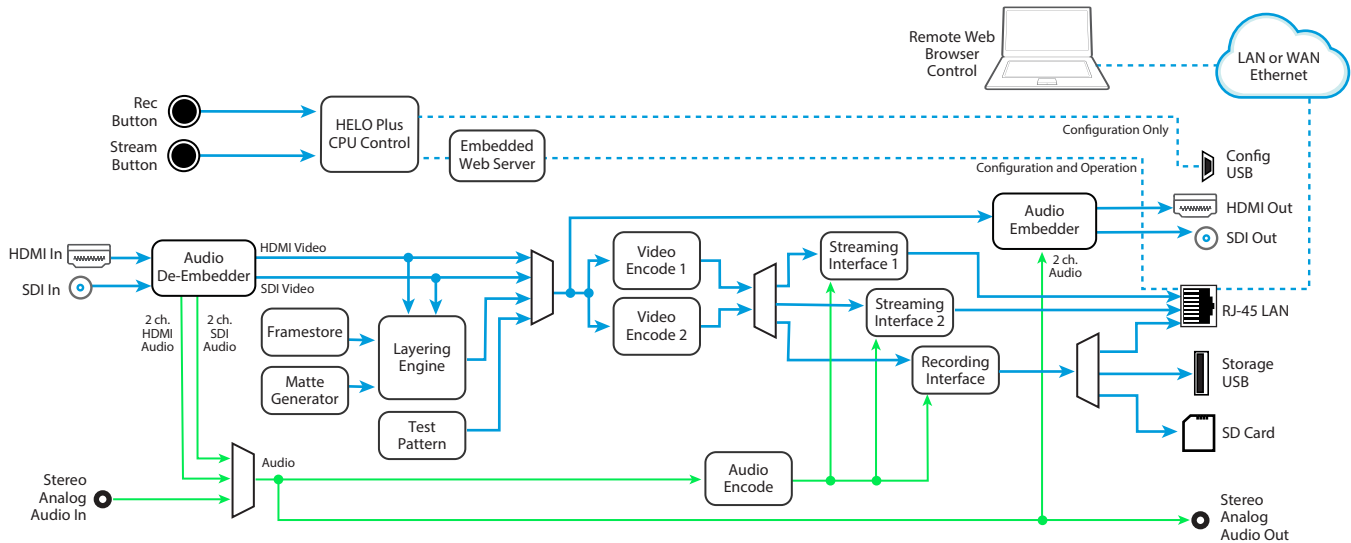 Remote Web
Browser
Control
LAN or WAN
Ethernet
Rec
Button
Stream
Button
HELO Plus
CPU Control
Embedded
Web Server
Configuration Only
Configuration and Operation
Config
USB
HDMI In
SDI In
Audio
De-Embedder
HDMI Video
SDI Video
2 ch.
HDMI
Audio
2 ch.
SDI
Audio
Framestore
Matte
Generator
Layering
Engine
Test
Pattern
Video
Encode 1
Video
Encode 2
Streaming
Interface 1
Streaming
Interface 2
Recording
Interface
Audio
Embedder
2 ch.
Audio
HDMI Out
SDI Out
RJ-45 LAN
Storage
USB
SD Card
Stereo
Analog
Audio In
Audio
Audio
Encode
Stereo
Analog
Audio Out